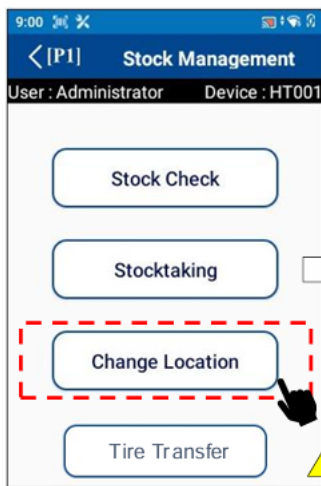 9:00
[P1] Stock Management
User : Administrator Device : HT001
Stock Check
Stocktaking
Change Location
Tire Transfer